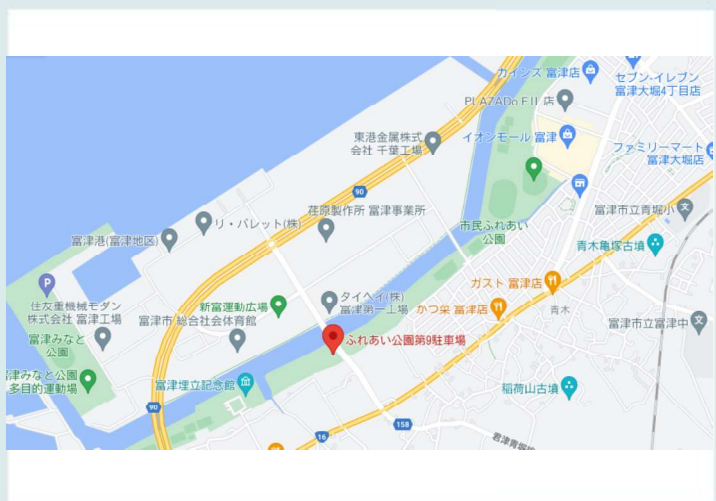 カインズ 富津店
セブン-イレブン
富津大堀4丁目店
PLAZADo F.II 店
東港金属株式
会社 千葉工場
イオンモール 富津
ファミリーマート
富津大堀店
90
荏原製作所 富津事業所
リ・バレット(株)
富津港(富津地区)
市民ふれあい
公園
富津市立青堀小
青木亀塚古墳
P
住友重機械モダン
株式会社 富津工場
新富運動広場
タイヘイ(株)
富津第一工場
ガスト 富津店
かつ栄 富津店
青木
富津市 総合社会体育館
富津市立富津中
富津みなと
公園
ふれあい公園第9駐車場
津みなと公園
多目的運動場
富津埋立記念館
稲荷山古墳
90
16
158
君津青堀